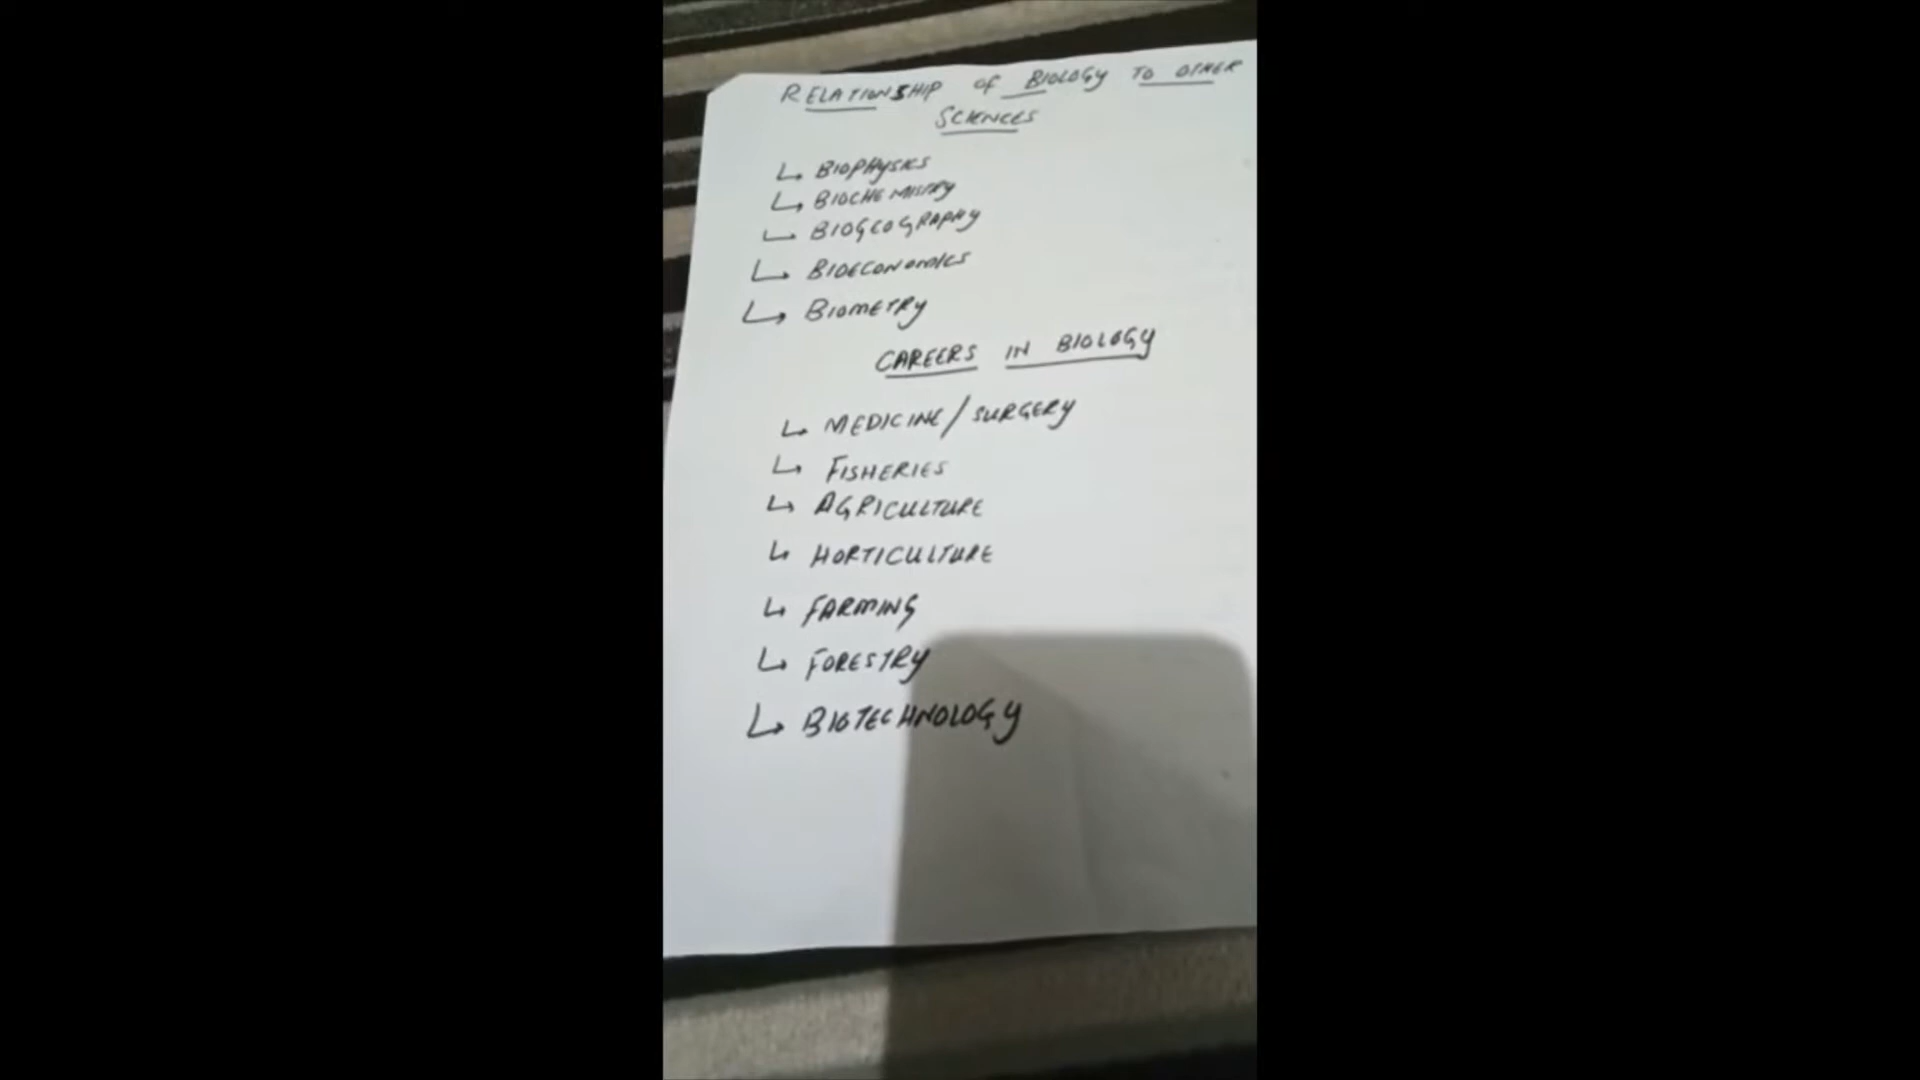 RELATIONSHIP OF BIOLOGY TO OTHER
SCIENCES
↳ BIOPHYSICS
↳ BIOCHEMISTRY
↳ BIOGEOGRAPHY
↳ BIOECONOMICS
↳ BIOMETRY
CAREERS IN BIOLOGY
↳ MEDICINE/SURGERY
↳ FISHERIES
↳ AGRICULTURE
↳ HORTICULTURE
↳ FARMING
↳ FORESTRY
↳ BIOTECHNOLOGY